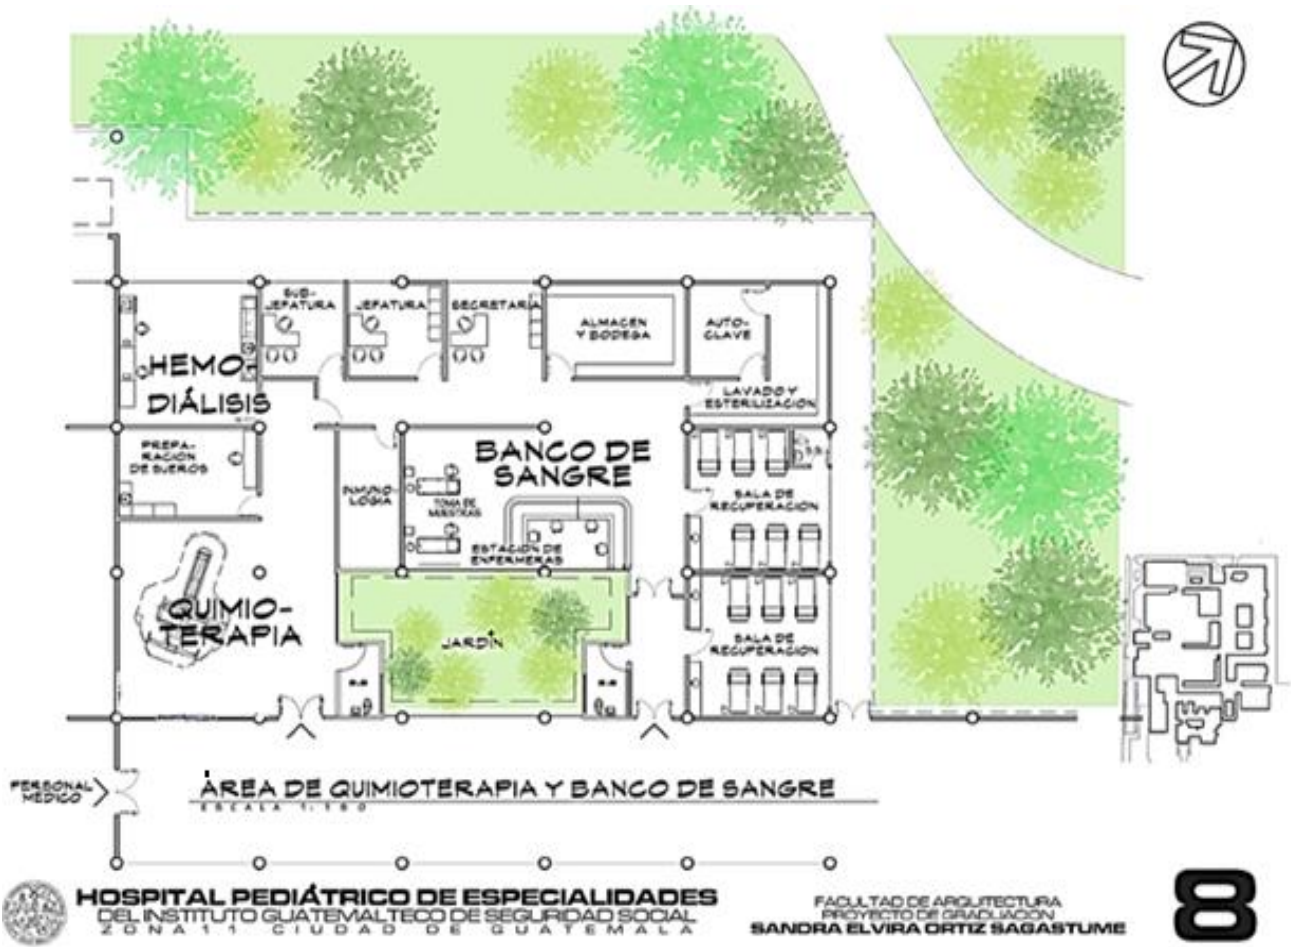 SUB-
JEFATURA
JEFATURA
SECRETARIA
ALMACEN
Y BODEGA
AUTO-
CLAVE
HEMO-
DIÁLISIS
LAVADO Y
ESTERILIZACION
PREPA-
RACION
DE SUEROS
INMUNO-
LOGIA
BANCO DE
SANGRE
TOMA DE
MUESTRAS
ESTACION DE
ENFERMERAS
S.S.
SALA DE
RECUPERACION
QUIMIO-
TERAPIA
JARDÍN
SALA DE
RECUPERACION
S.S.
S.S.
PERSONAL
MEDICO
ÁREA DE QUIMIOTERAPIA Y BANCO DE SANGRE
ESCALA 1:150
HOSPITAL PEDIÁTRICO DE ESPECIALIDADES
DEL INSTITUTO GUATEMALTECO DE SEGURIDAD SOCIAL
ZONA 11 CIUDAD DE GUATEMALA
FACULTAD DE ARQUITECTURA
PROYECTO DE GRADUACION
SANDRA ELVIRA ORTIZ SAGASTUME
8